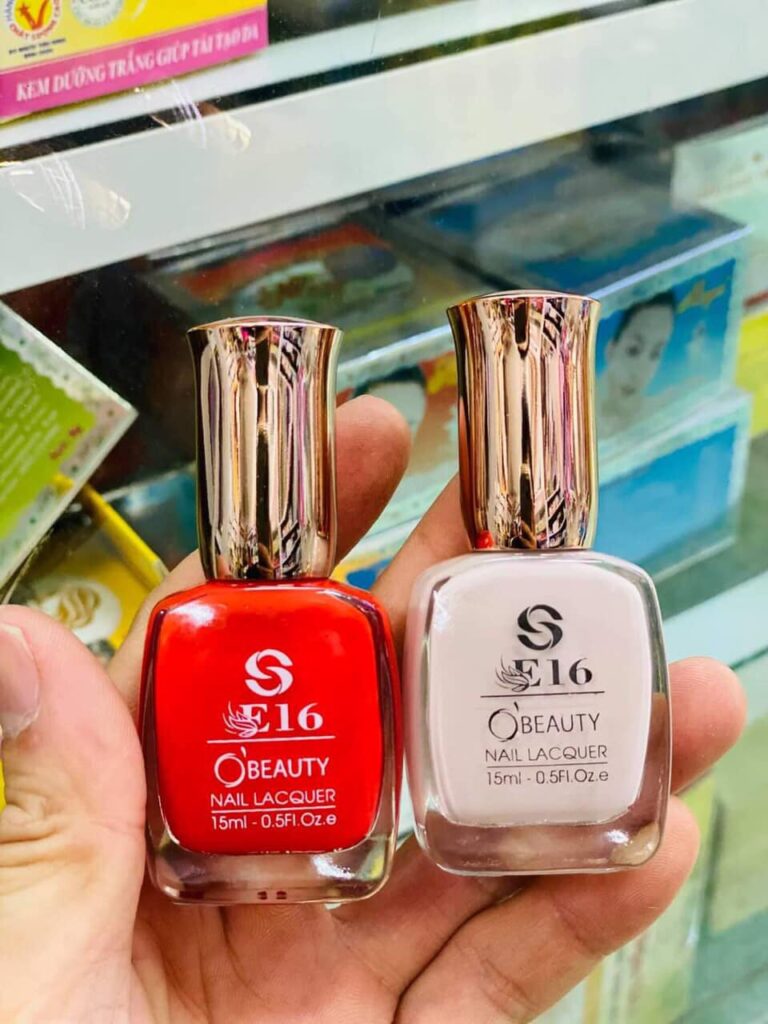 KEM DƯỠNG TRẮNG GIÚP TÁI TẠO DA
E16
O'BEAUTY
NAIL LACQUER
15ml - 0.5Fl.Oz.e
E16
O'BEAUTY
NAIL LACQUER
15ml - 0.5Fl.Oz.e